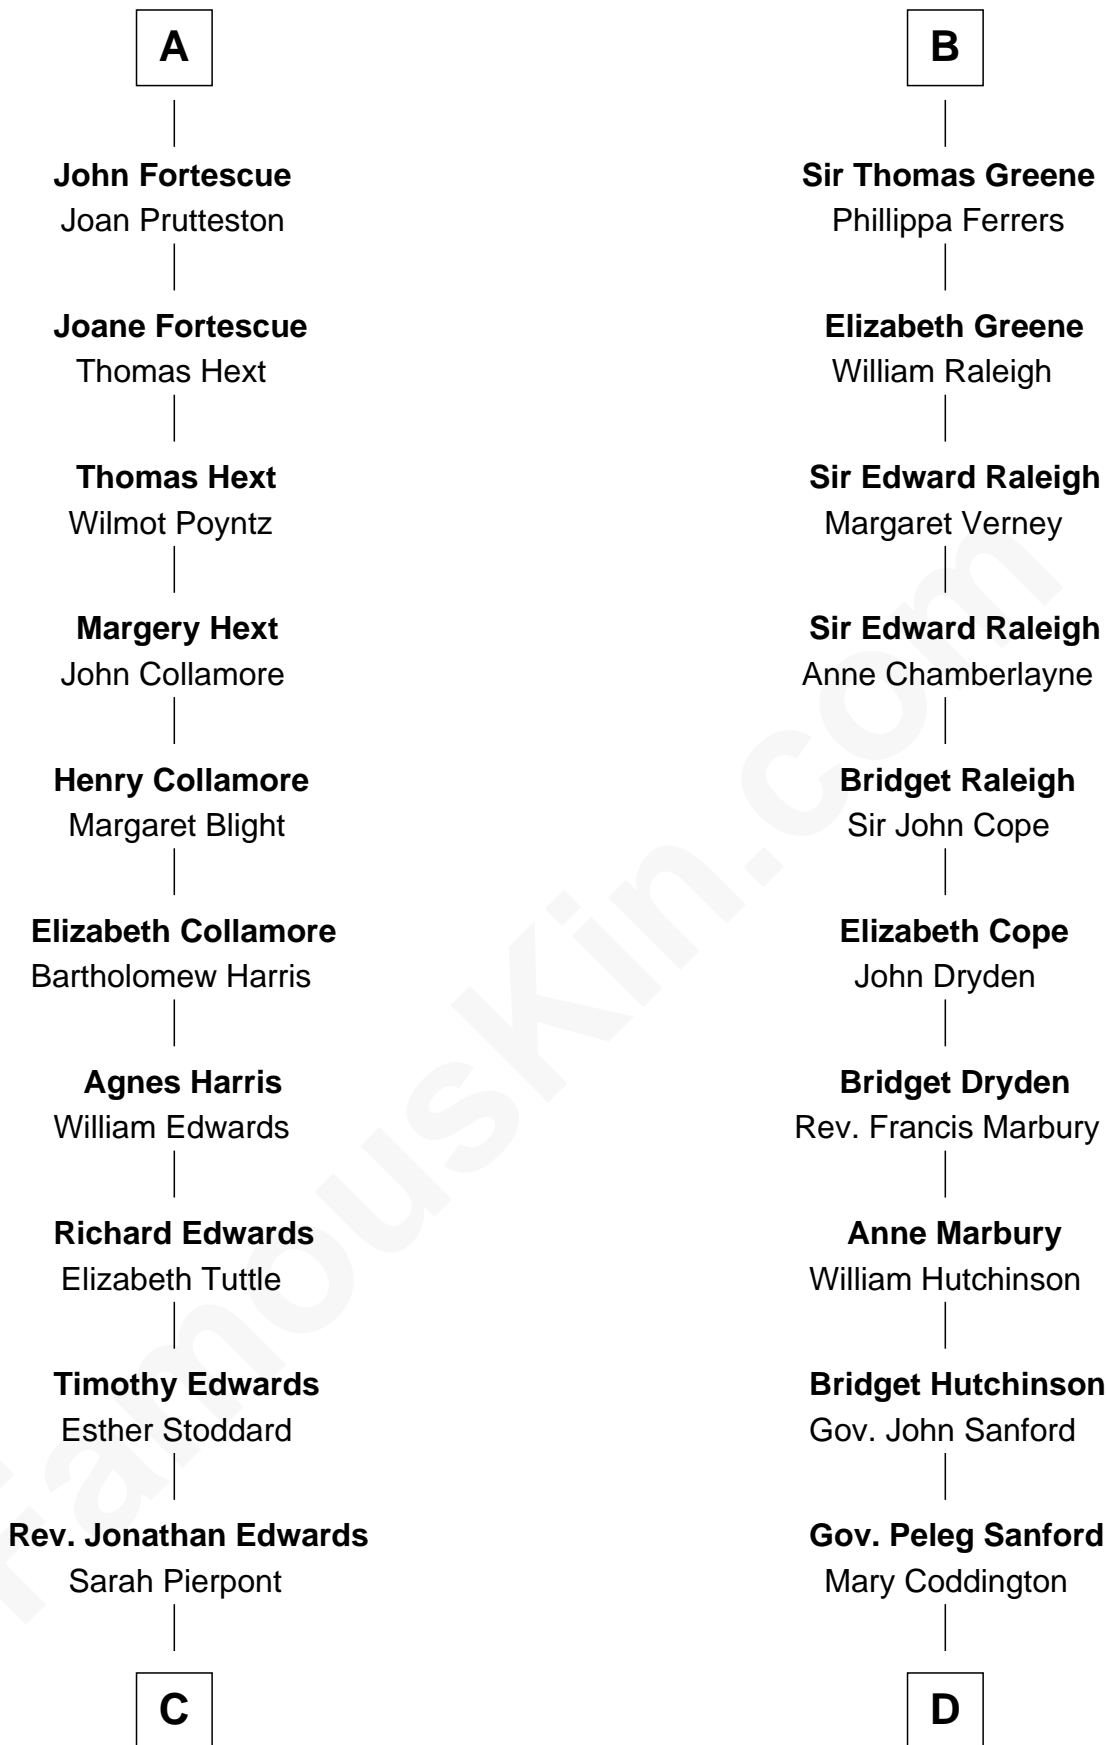 A
John Fortescue
Joan Prutteston
Joane Fortescue
Thomas Hext
Thomas Hext
Wilmot Poyntz
Margery Hext
John Collamore
Henry Collamore
Margaret Blight
Elizabeth Collamore
Bartholomew Harris
Agnes Harris
William Edwards
Richard Edwards
Elizabeth Tuttle
Timothy Edwards
Esther Stoddard
Rev. Jonathan Edwards
Sarah Pierpont
C
B
Sir Thomas Greene
Phillippa Ferrers
Elizabeth Greene
William Raleigh
Sir Edward Raleigh
Margaret Verney
Sir Edward Raleigh
Anne Chamberlayne
Bridget Raleigh
Sir John Cope
Elizabeth Cope
John Dryden
Bridget Dryden
Rev. Francis Marbury
Anne Marbury
William Hutchinson
Bridget Hutchinson
Gov. John Sanford
Gov. Peleg Sanford
Mary Coddington
D
FamousKin.com